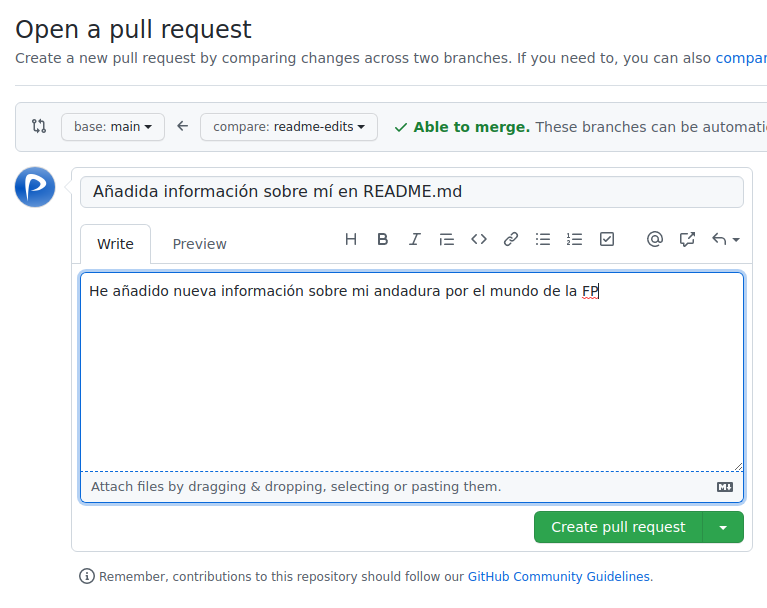 Open a pull request
Create a new pull request by comparing changes across two branches. If you need to, you can also
base: main
compare: readme-edits
Able to merge. These branches can be
Añadida información sobre mí en README.md
Write
Preview
He añadido nueva información sobre mi andadura por el mundo de la FP
Attach files by dragging & dropping, selecting or pasting them.
Create pull request
Remember, contributions to this repository should follow our GitHub Community Guidelines.